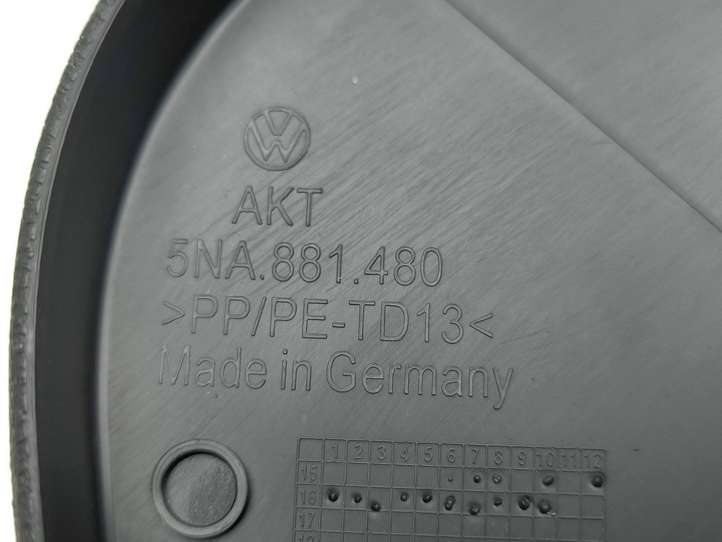 AKT
5NA.881.480
>PP/PE-TD13<
Made in Germany
1 2 3 4 5 6 7 8 9 10 11 12
15
16
17